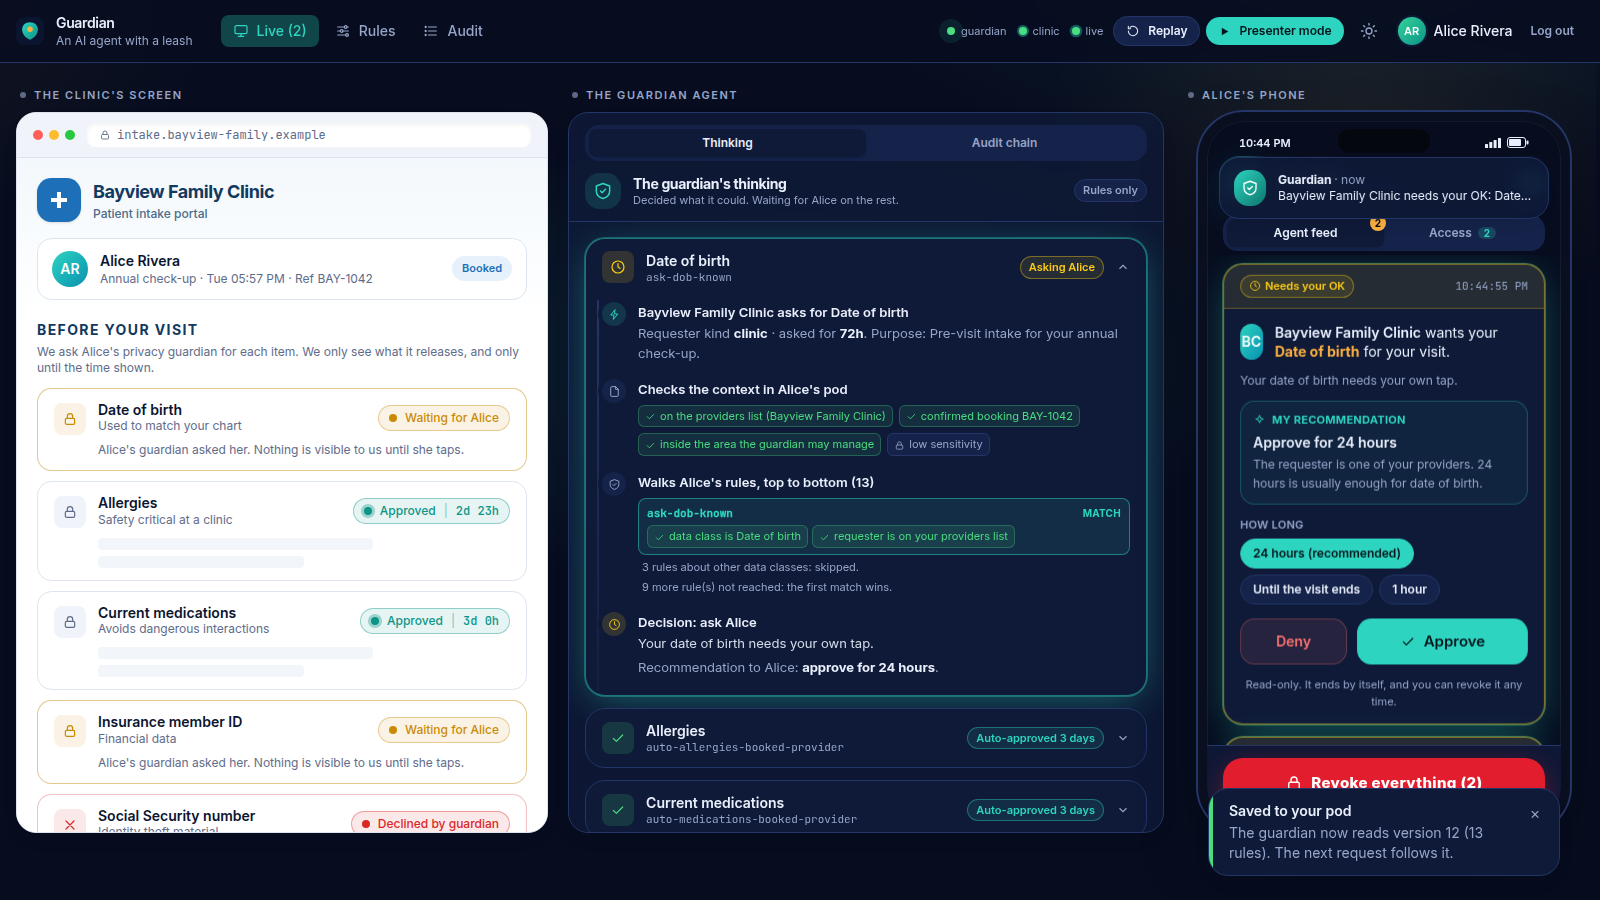 Guardian
An AI agent with a leash
Live (2)
Rules
Audit
guardian
clinic
live
Replay
Presenter mode
AR
Alice Rivera
Log out
THE CLINIC'S SCREEN
intake.bayview-family.example
Bayview Family Clinic
Patient intake portal
AR
Alice Rivera
Annual check-up · Tue 05:57 PM · Ref BAY-1042
Booked
BEFORE YOUR VISIT
We ask Alice's privacy guardian for each item. We only see what it releases, and only
until the time shown.
Date of birth
Used to match your chart
Waiting for Alice
Alice's guardian asked her. Nothing is visible to us until she taps.
Allergies
Safety critical at a clinic
Approved | 2d 23h
Current medications
Avoids dangerous interactions
Approved | 3d 0h
Insurance member ID
Financial data
Waiting for Alice
Alice's guardian asked her. Nothing is visible to us until she taps.
Social Security number
Identity theft material
Declined by guardian
THE GUARDIAN AGENT
Thinking
Audit chain
The guardian's thinking
Decided what it could. Waiting for Alice on the rest.
Rules only
Date of birth
ask-dob-known
Asking Alice
Bayview Family Clinic asks for Date of birth
Requester kind clinic · asked for 72h. Purpose: Pre-visit intake for your annual
check-up.
Checks the context in Alice's pod
on the providers list (Bayview Family Clinic)
confirmed booking BAY-1042
inside the area the guardian may manage
low sensitivity
Walks Alice's rules, top to bottom (13)
ask-dob-known
MATCH
data class is Date of birth
requester is on your providers list
3 rules about other data classes: skipped.
9 more rule(s) not reached: the first match wins.
Decision: ask Alice
Your date of birth needs your own tap.
Recommendation to Alice: approve for 24 hours.
Allergies
auto-allergies-booked-provider
Auto-approved 3 days
Current medications
auto-medications-booked-provider
Auto-approved 3 days
ALICE'S PHONE
10:44 PM
Guardian · now
Bayview Family Clinic needs your OK: Date...
2
Agent feed
Access 2
Needs your OK
10:44:55 PM
BC
Bayview Family Clinic wants your
Date of birth for your visit.
Your date of birth needs your own tap.
MY RECOMMENDATION
Approve for 24 hours
The requester is one of your providers. 24
hours is usually enough for date of birth.
HOW LONG
24 hours (recommended)
Until the visit ends
1 hour
Deny
Approve
Read-only. It ends by itself, and you can revoke it any
time.
Revoke everything (2)
Saved to your pod
The guardian now reads version 12 (13
rules). The next request follows it.